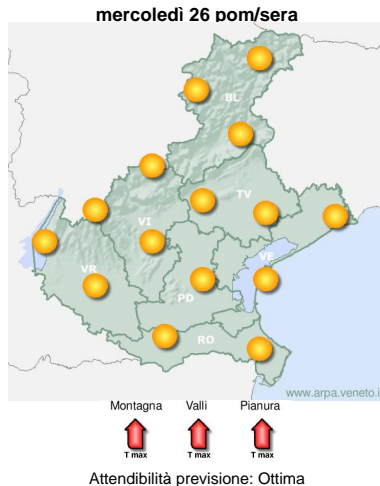 mercoledì 26 pom/sera
BL
TV
VI
VE
VR
PD
RO
www.arpa.veneto.i
Montagna Valli Pianura
T max T max T max
Attendibilità previsione: Ottima